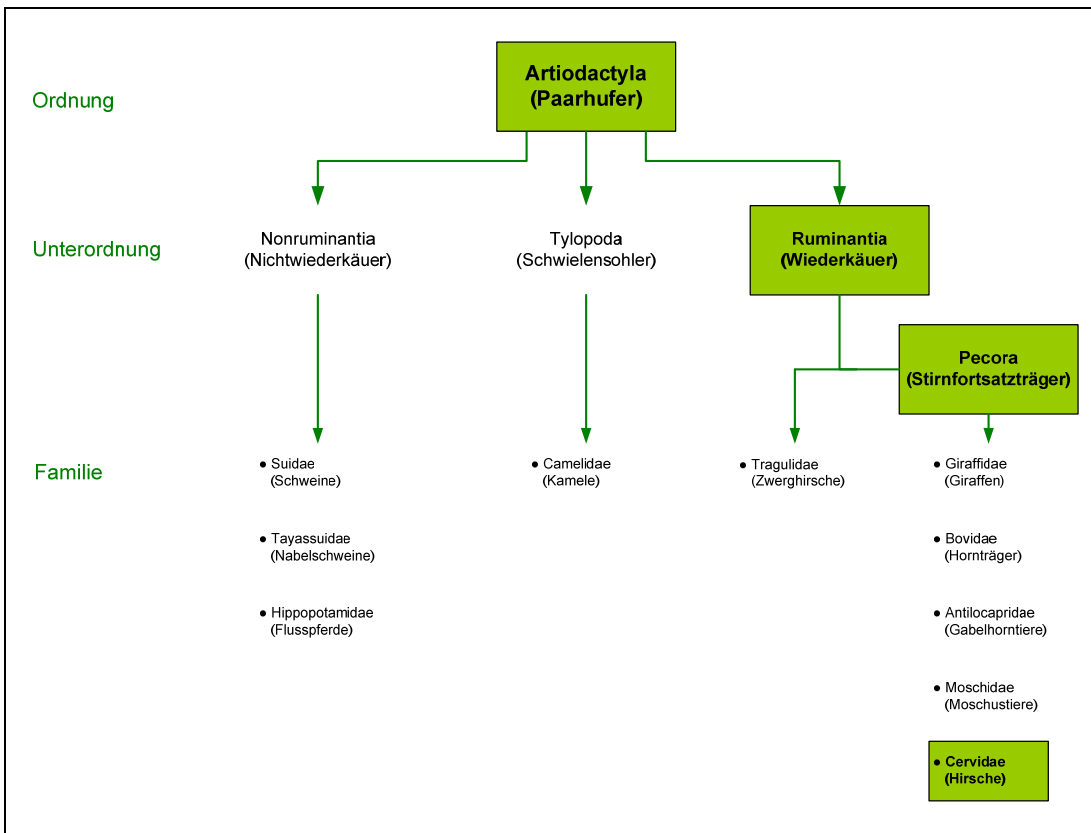 Ordnung
Artiodactyla
(Paarhufer)
Unterordnung
Nonruminantia
(Nichtwiederkäuer)
Tylopoda
(Schwielensohler)
Ruminantia
(Wiederkäuer)
Pecora
(Stirnfortsatzträger)
Familie
● Suidae
(Schweine)
● Tayassuidae
(Nabelschweine)
● Hippopotamidae
(Flusspferde)
● Camelidae
(Kamele)
● Tragulidae
(Zwerghirsche)
● Giraffidae
(Giraffen)
● Bovidae
(Hornträger)
● Antilocapridae
(Gabelhorntiere)
● Moschidae
(Moschustiere)
● Cervidae
(Hirsche)